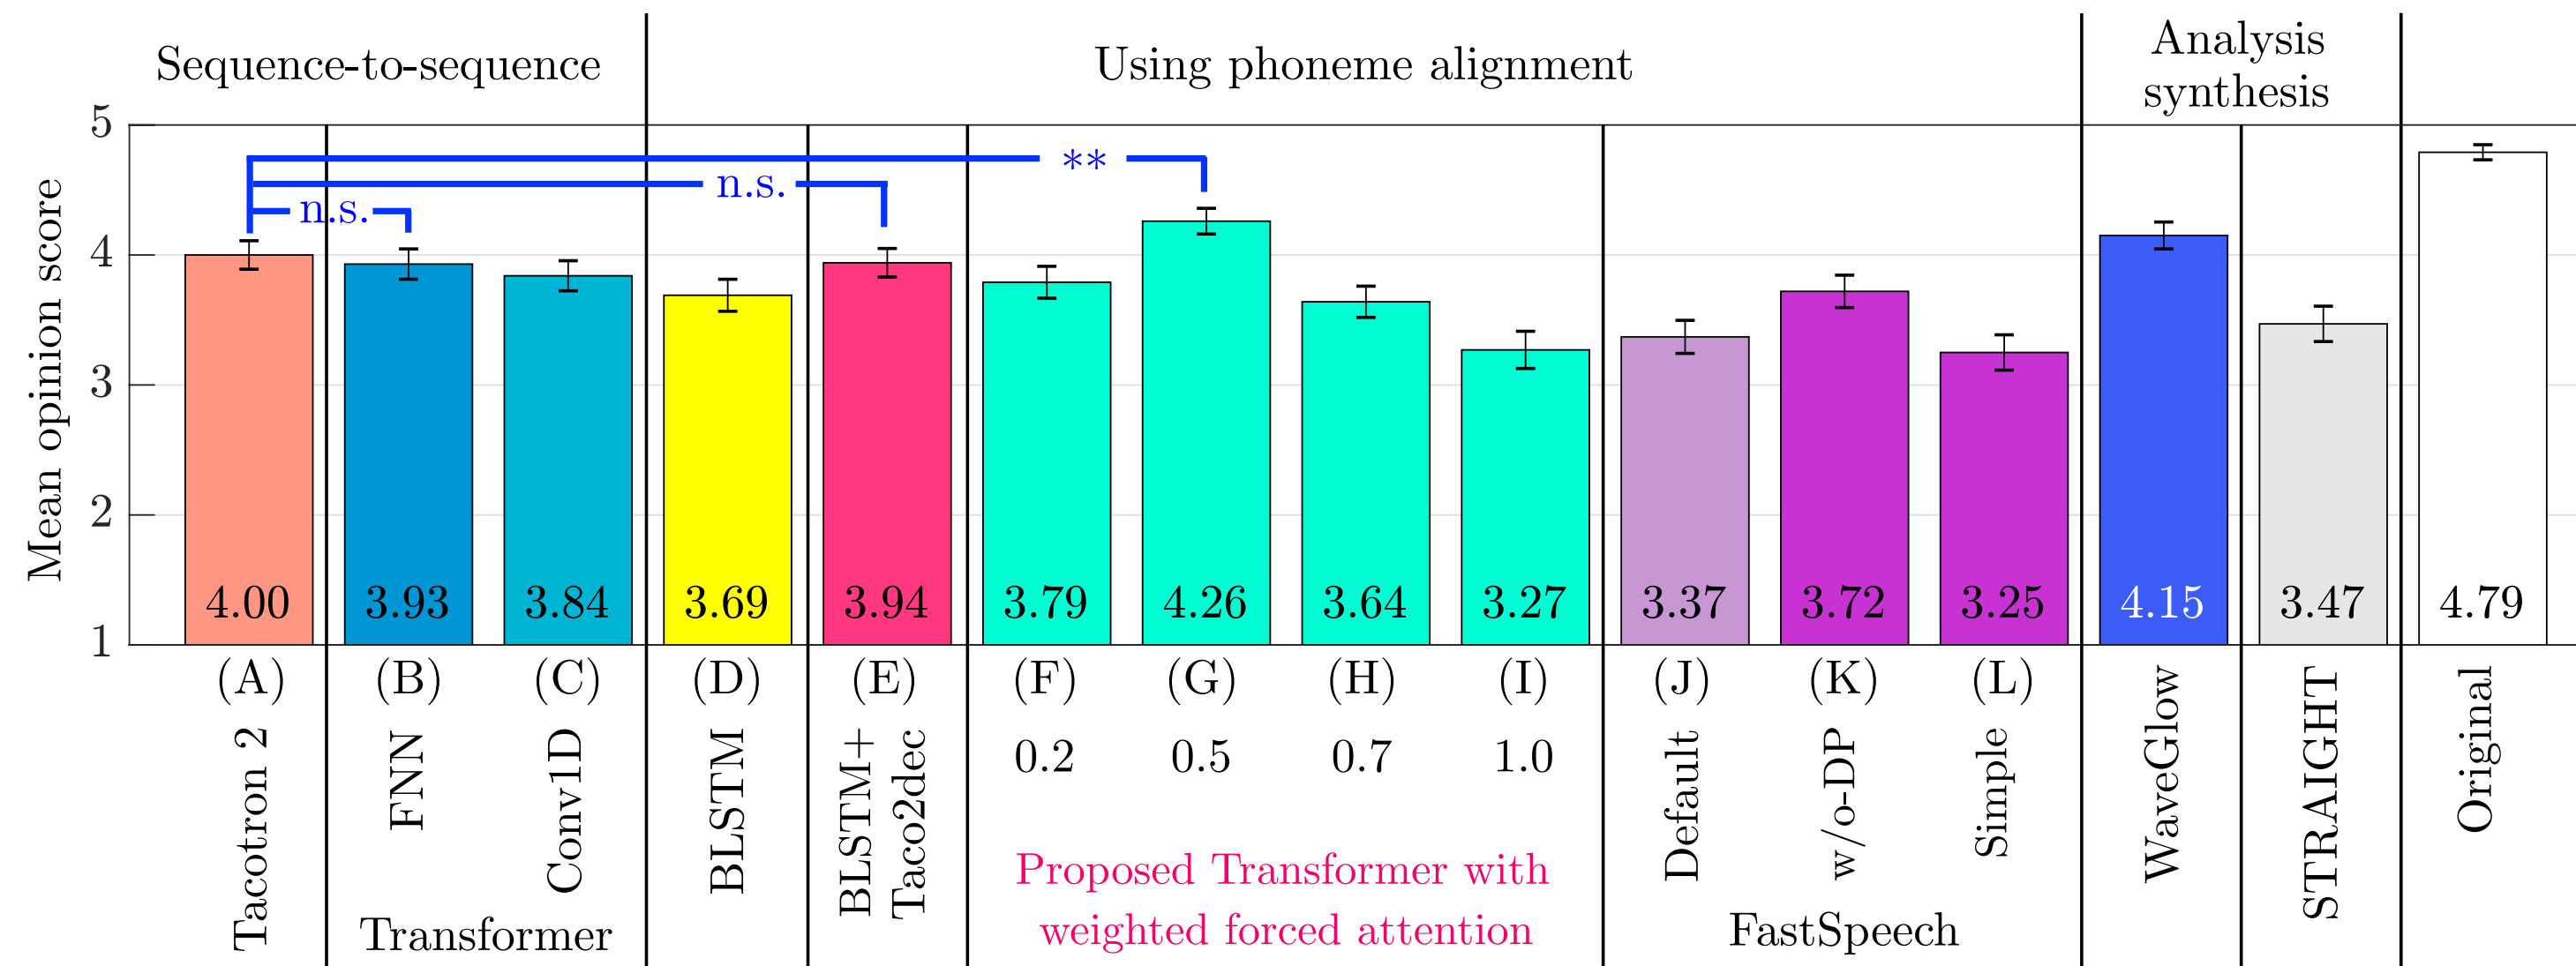 Sequence-to-sequence
Using phoneme alignment
Analysis
synthesis
Mean opinion score
5
4
3
2
1
**
n.s.
n.s.
4.00
3.93
3.84
3.69
3.94
3.79
4.26
3.64
3.27
3.37
3.72
3.25
4.15
3.47
4.79
(A)
(B)
(C)
(D)
(E)
(F)
(G)
(H)
(I)
(J)
(K)
(L)
Tacotron 2
FNN
Conv1D
BLSTM
BLSTM+
Taco2dec
0.2
0.5
0.7
1.0
Default
w/o-DP
Simple
WaveGlow
STRAIGHT
Original
Transformer
Proposed Transformer with
weighted forced attention
FastSpeech